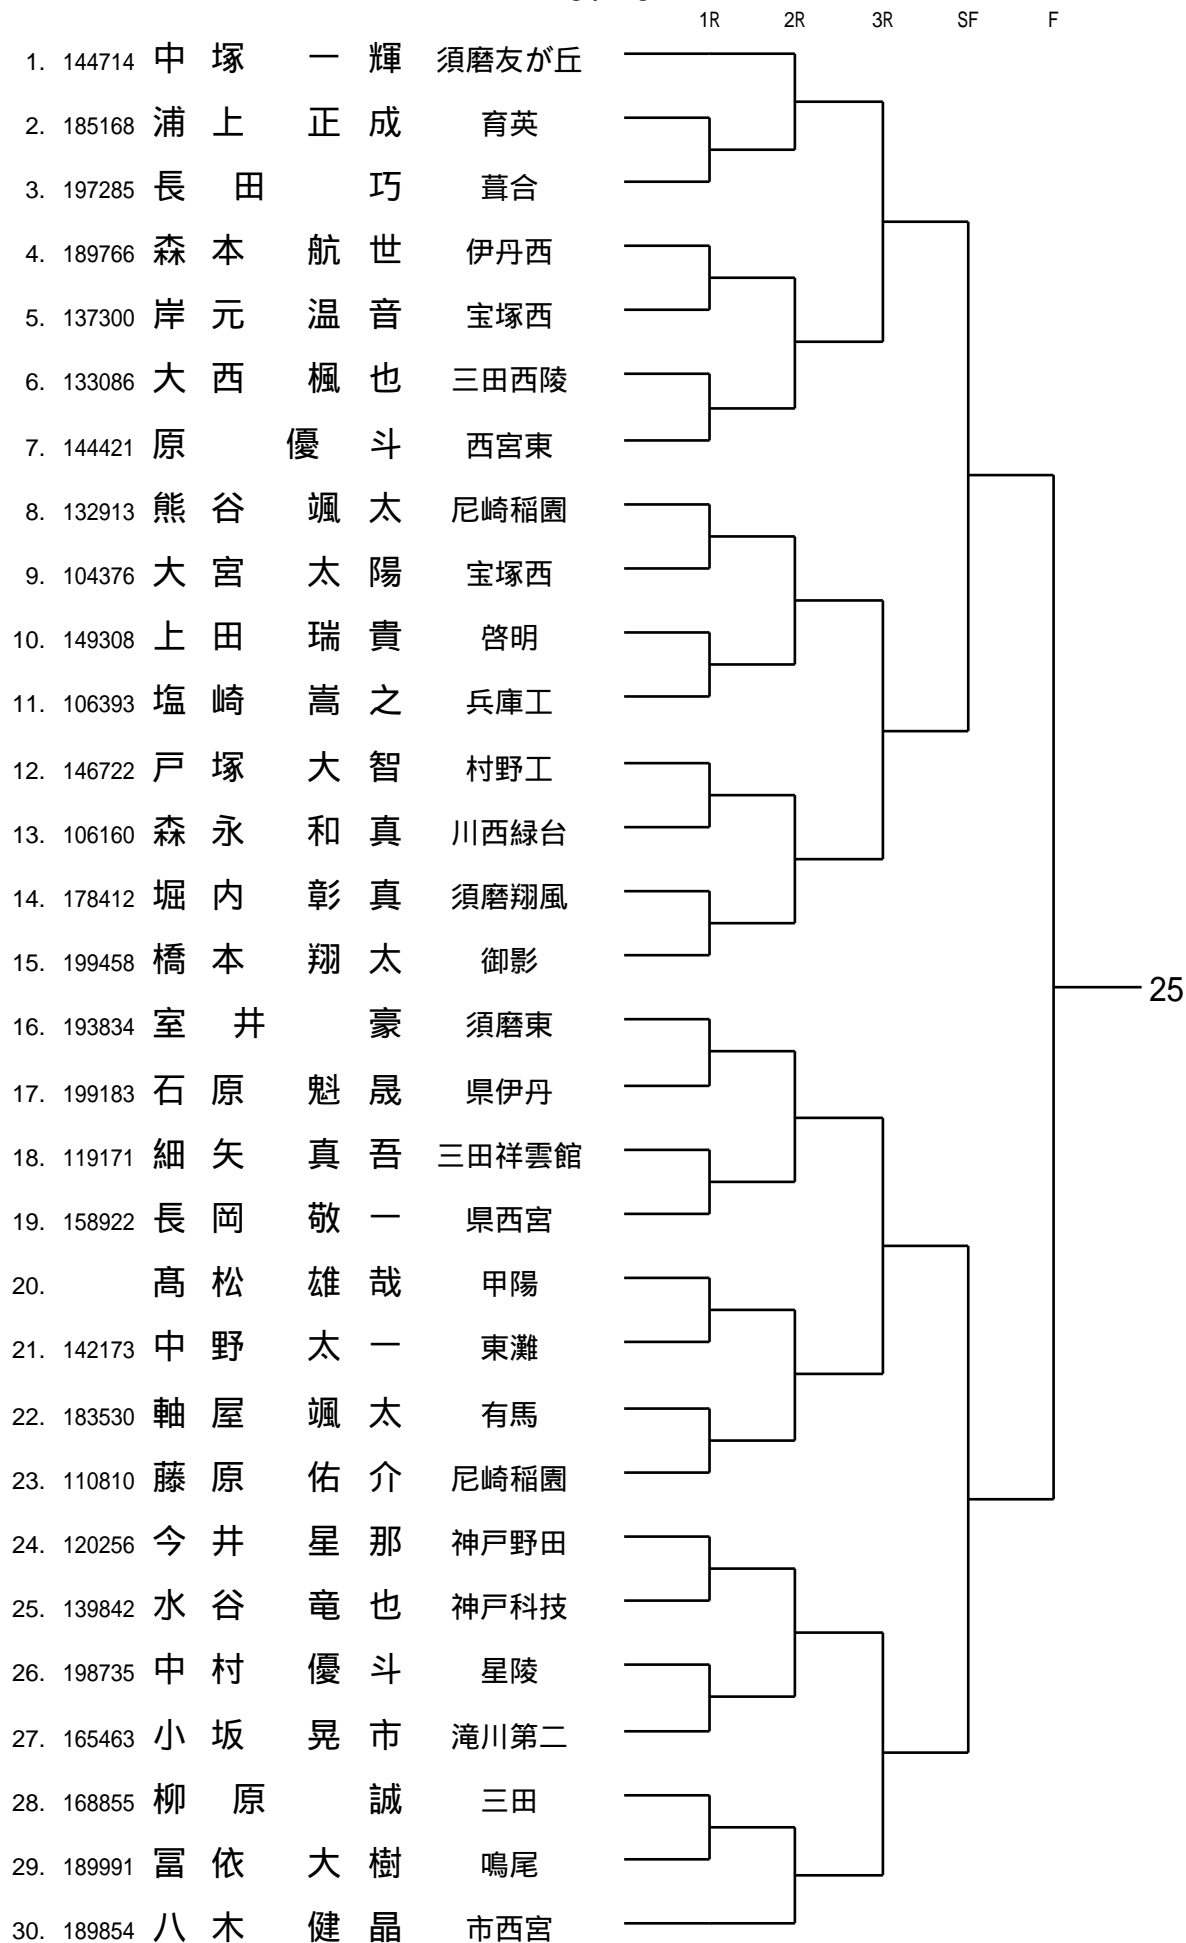 1R 2R 3R SF F
1. 144714 中塚 一輝 須磨友が丘
2. 185168 浦上 正成 育英
3. 197285 長田 巧 葺合
4. 189766 森本 航世 伊丹西
5. 137300 岸元 温音 宝塚西
6. 133086 大西 楓也 三田西陵
7. 144421 原 優斗 西宮東
8. 132913 熊谷 颯太 尼崎稲園
9. 104376 大宮 太陽 宝塚西
10. 149308 上田 瑞貴 啓明
11. 106393 塩崎 嵩之 兵庫工
12. 146722 戸塚 大智 村野工
13. 106160 森永 和真 川西緑台
14. 178412 堀内 彰真 須磨翔風
15. 199458 橋本 翔太 御影
25
16. 193834 室井 豪 須磨東
17. 199183 石原 魁晟 県伊丹
18. 119171 細矢 真吾 三田祥雲館
19. 158922 長岡 敬一 県西宮
20. 髙松 雄哉 甲陽
21. 142173 中野 太一 東灘
22. 183530 軸屋 颯太 有馬
23. 110810 藤原 佑介 尼崎稲園
24. 120256 今井 星那 神戸野田
25. 139842 水谷 竜也 神戸科技
26. 198735 中村 優斗 星陵
27. 165463 小坂 晃市 滝川第二
28. 168855 柳原 誠 三田
29. 189991 冨依 大樹 鳴尾
30. 189854 八木 健晶 市西宮